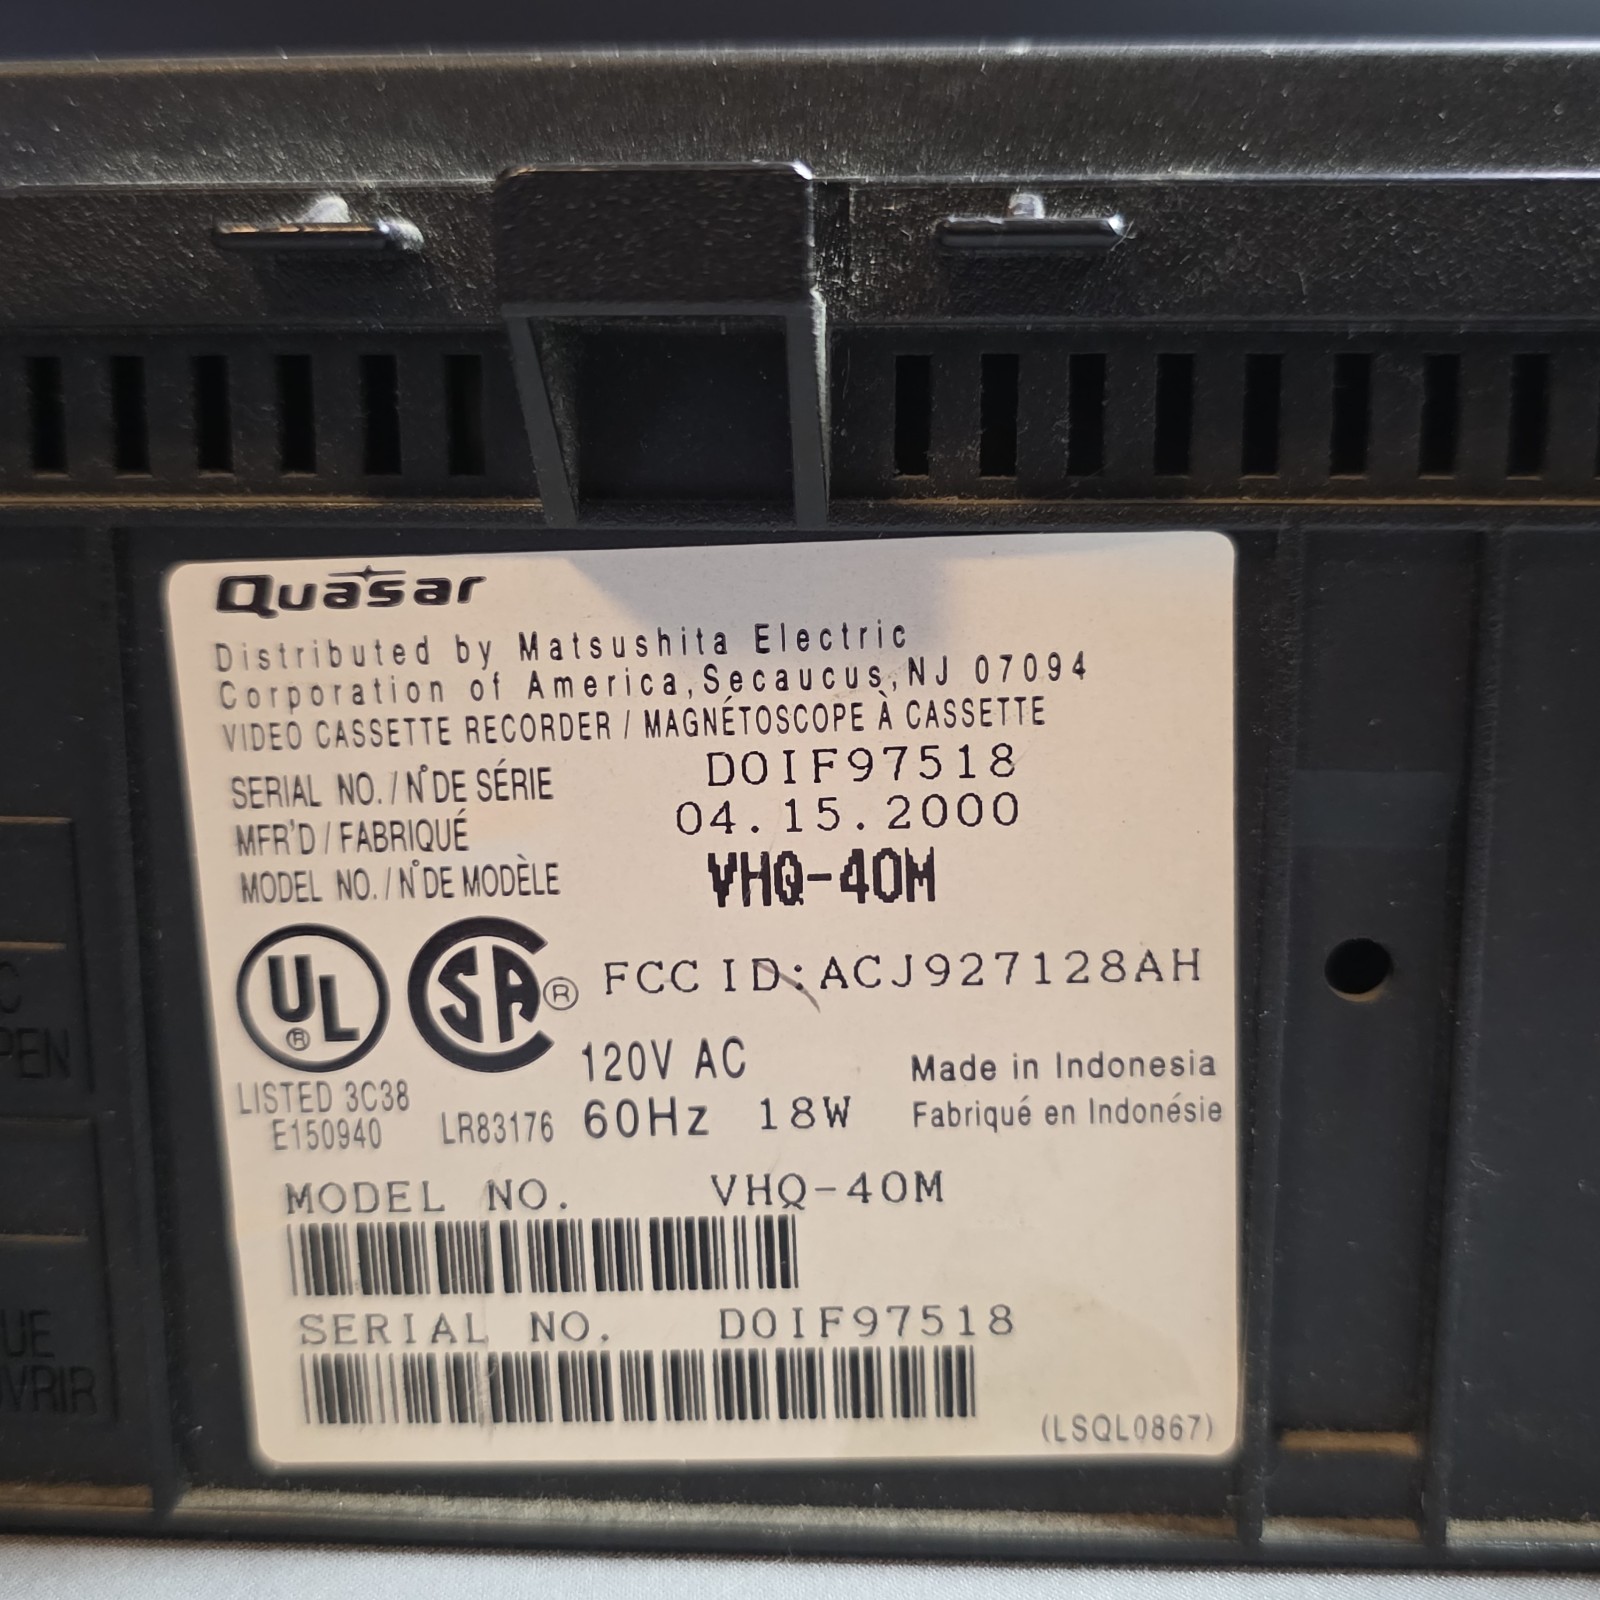 Quasar
Distributed by Matsushita Electric
Corporation of America, Secaucus, NJ 07094
VIDEO CASSETTE RECORDER / MAGNÉTOSCOPE À CASSETTE
SERIAL NO. / N° DE SÉRIE DOIF97518
MFR'D / FABRIQUÉ 04.15.2000
MODEL NO. / N° DE MODÈLE VHQ-40M
UL ® SA ® FCC ID: ACJ927128AH
120V AC Made in Indonesia
LISTED 3C38 60Hz 18W Fabriqué en Indonésie
E150940 LR83176
MODEL NO. VHQ-40M
SERIAL NO. DOIF97518
(LSQL0867)